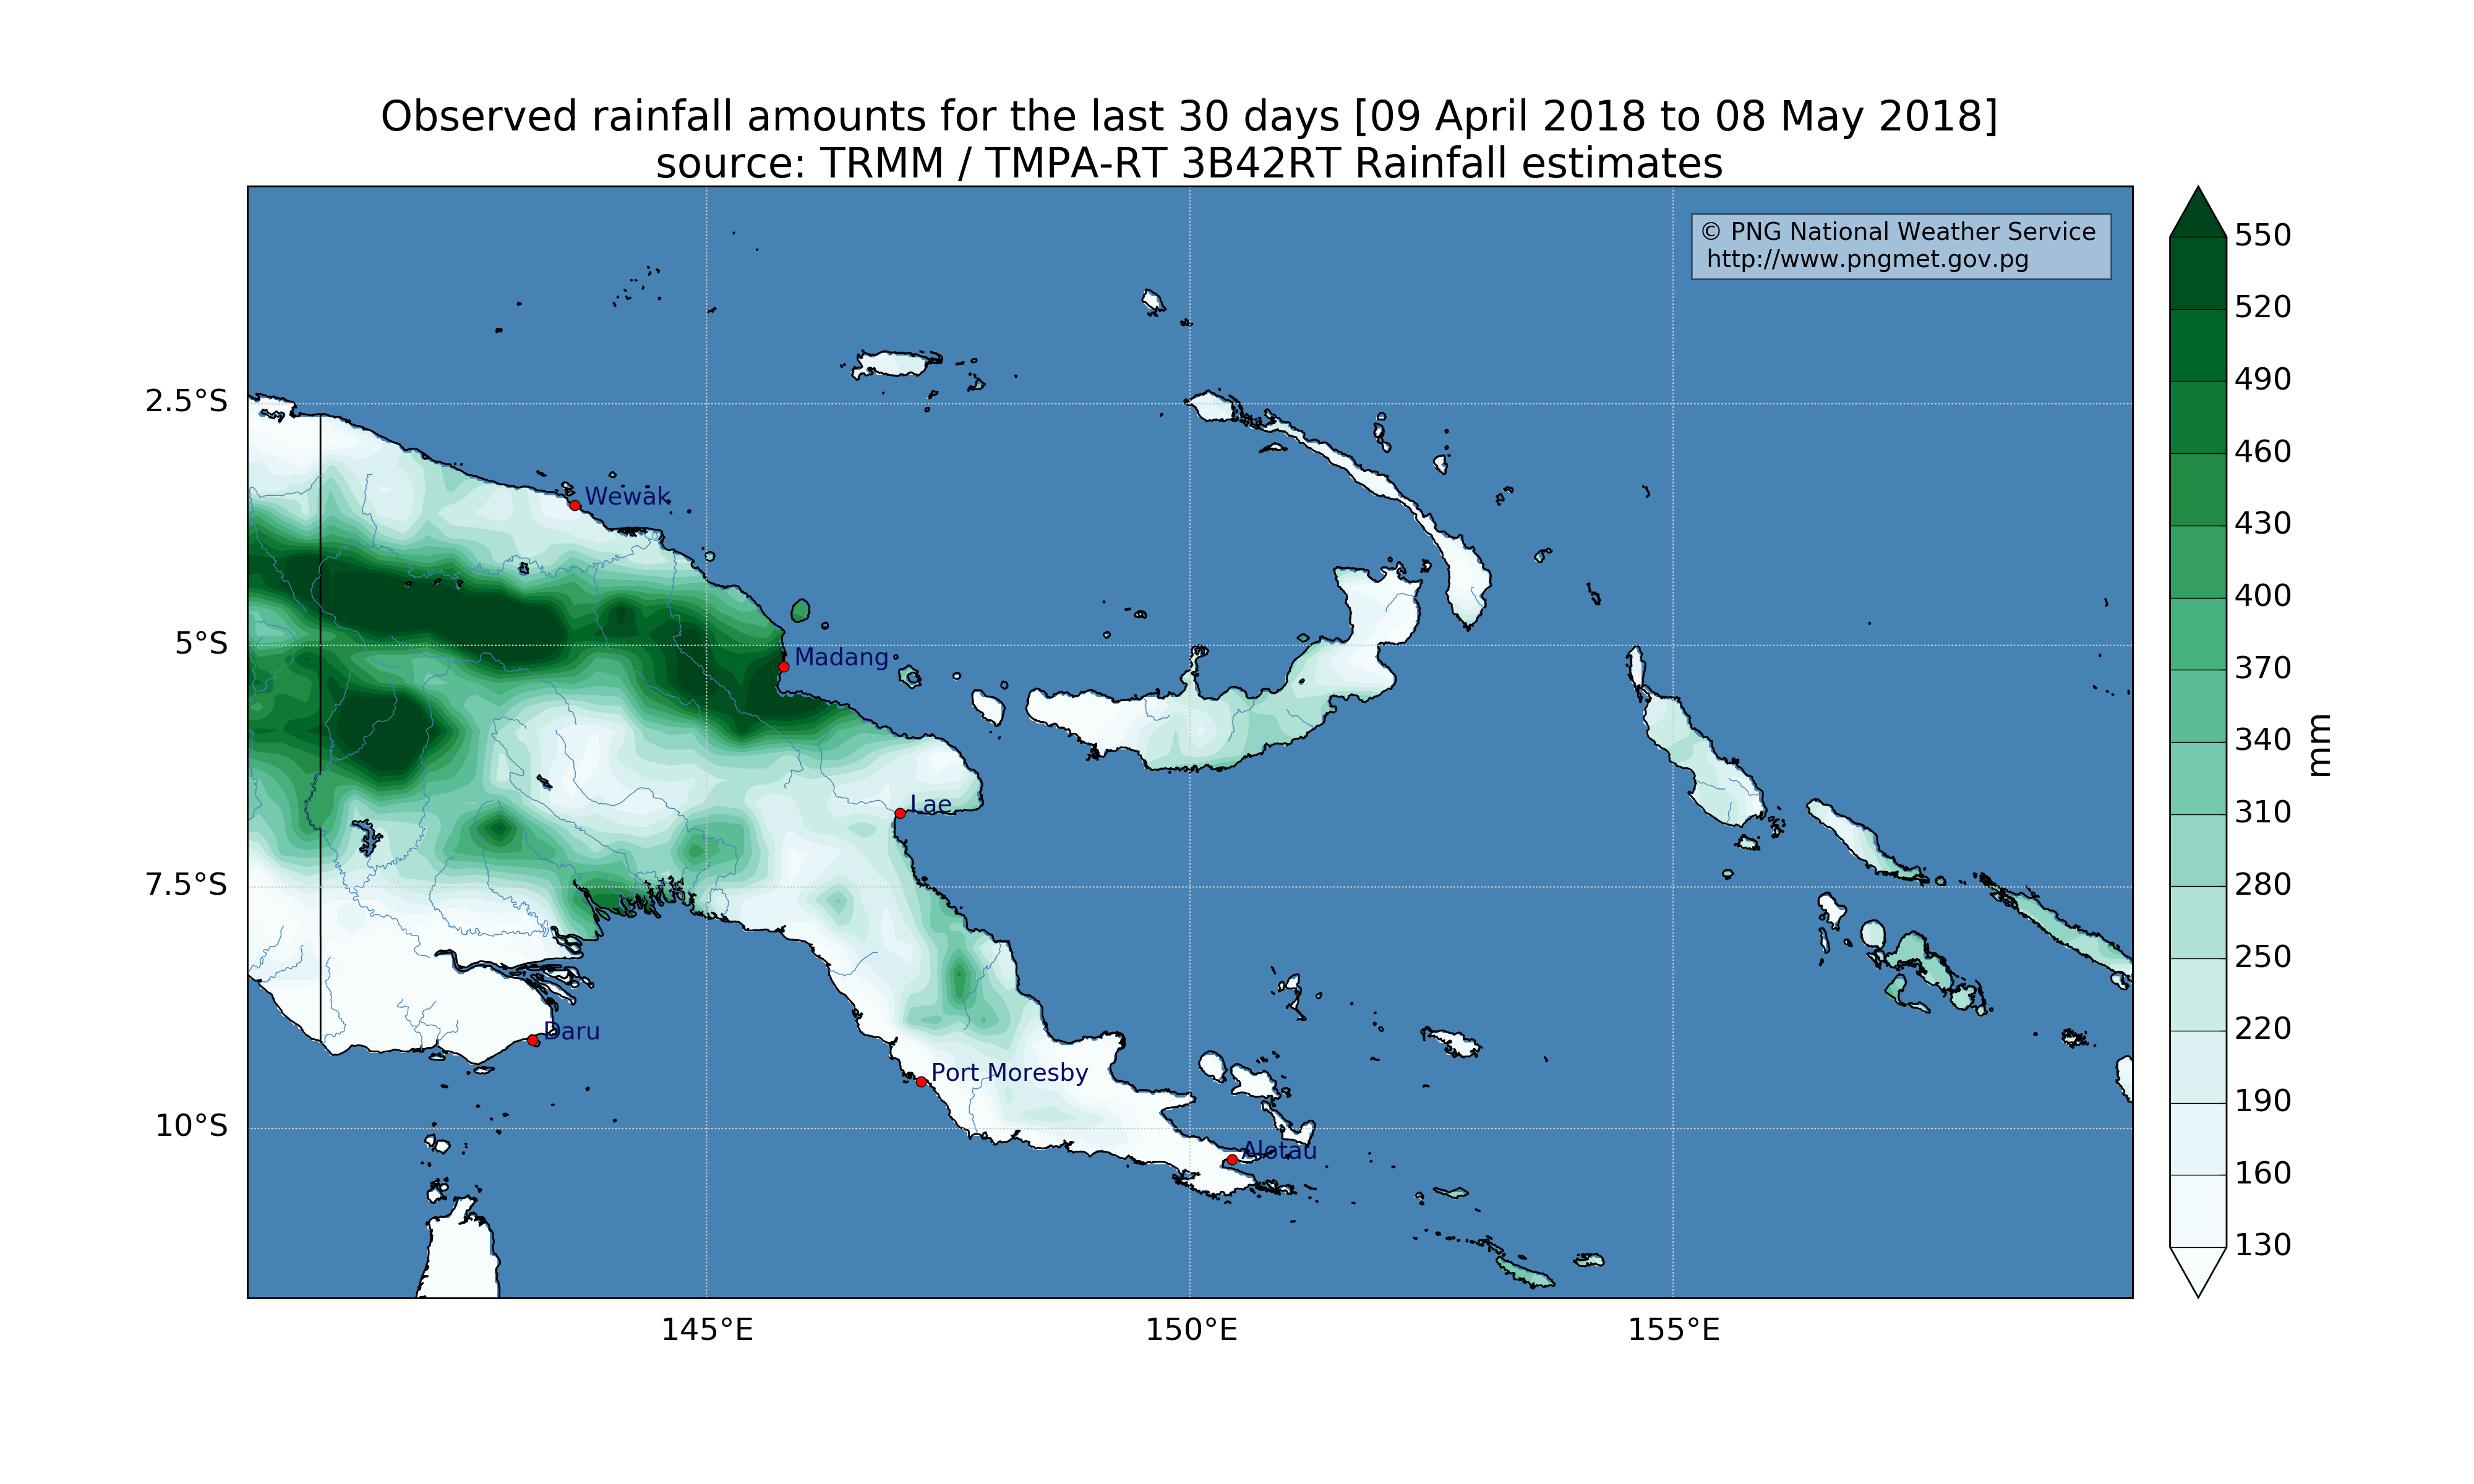 Observed rainfall amounts for the last 30 days [09 April 2018 to 08 May 2018]
source: TRMM / TMPA-RT 3B42RT Rainfall estimates
© PNG National Weather Service
http://www.pngmet.gov.pg
2.5°S
5°S
7.5°S
10°S
Wewak
Madang
Lae
Daru
Port Moresby
Alotau
145°E
150°E
155°E
550
520
490
460
430
400
370
340
310
280
250
220
190
160
130
mm